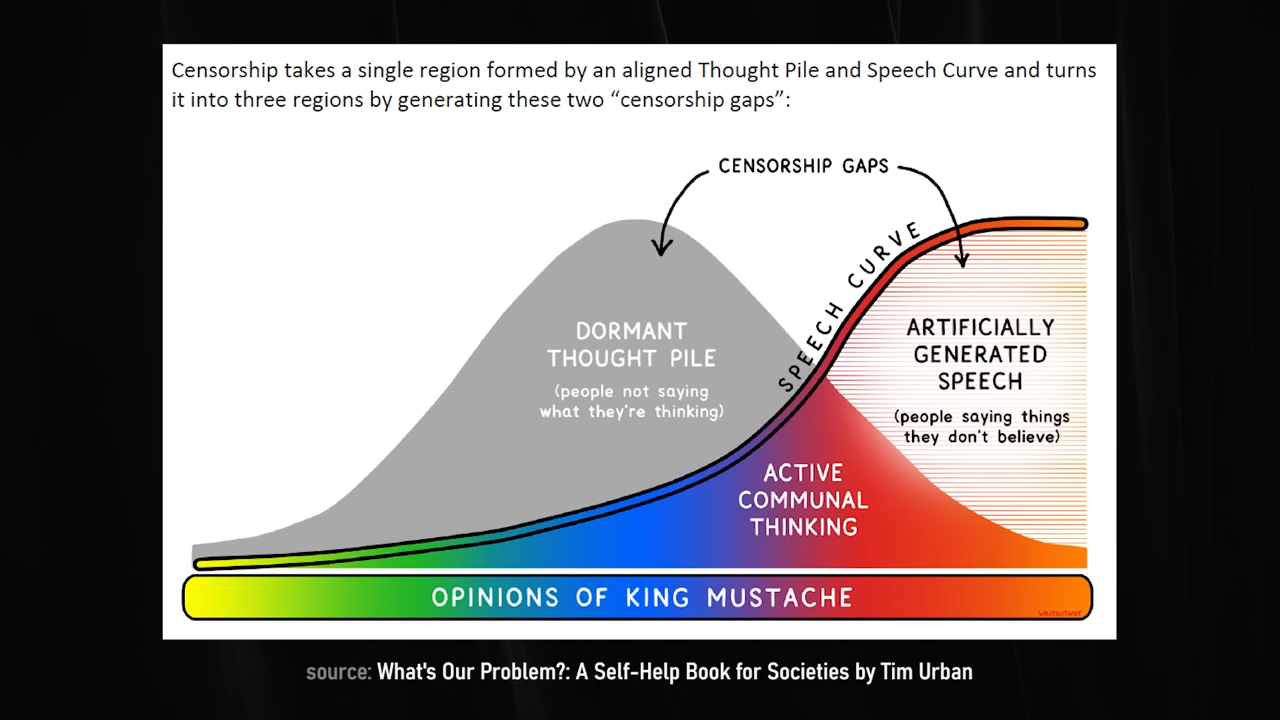 Censorship takes a single region formed by an aligned Thought Pile and Speech Curve and turns
it into three regions by generating these two “censorship gaps”:
CENSORSHIP GAPS
SPEECH CURVE
DORMANT
THOUGHT PILE
(people not saying
what they're thinking)
ARTIFICIALLY
GENERATED
SPEECH
(people saying things
they don't believe)
ACTIVE
COMMUNAL
THINKING
OPINIONS OF KING MUSTACHE
WAITBUTWHY
source: What's Our Problem?: A Self-Help Book for Societies by Tim Urban